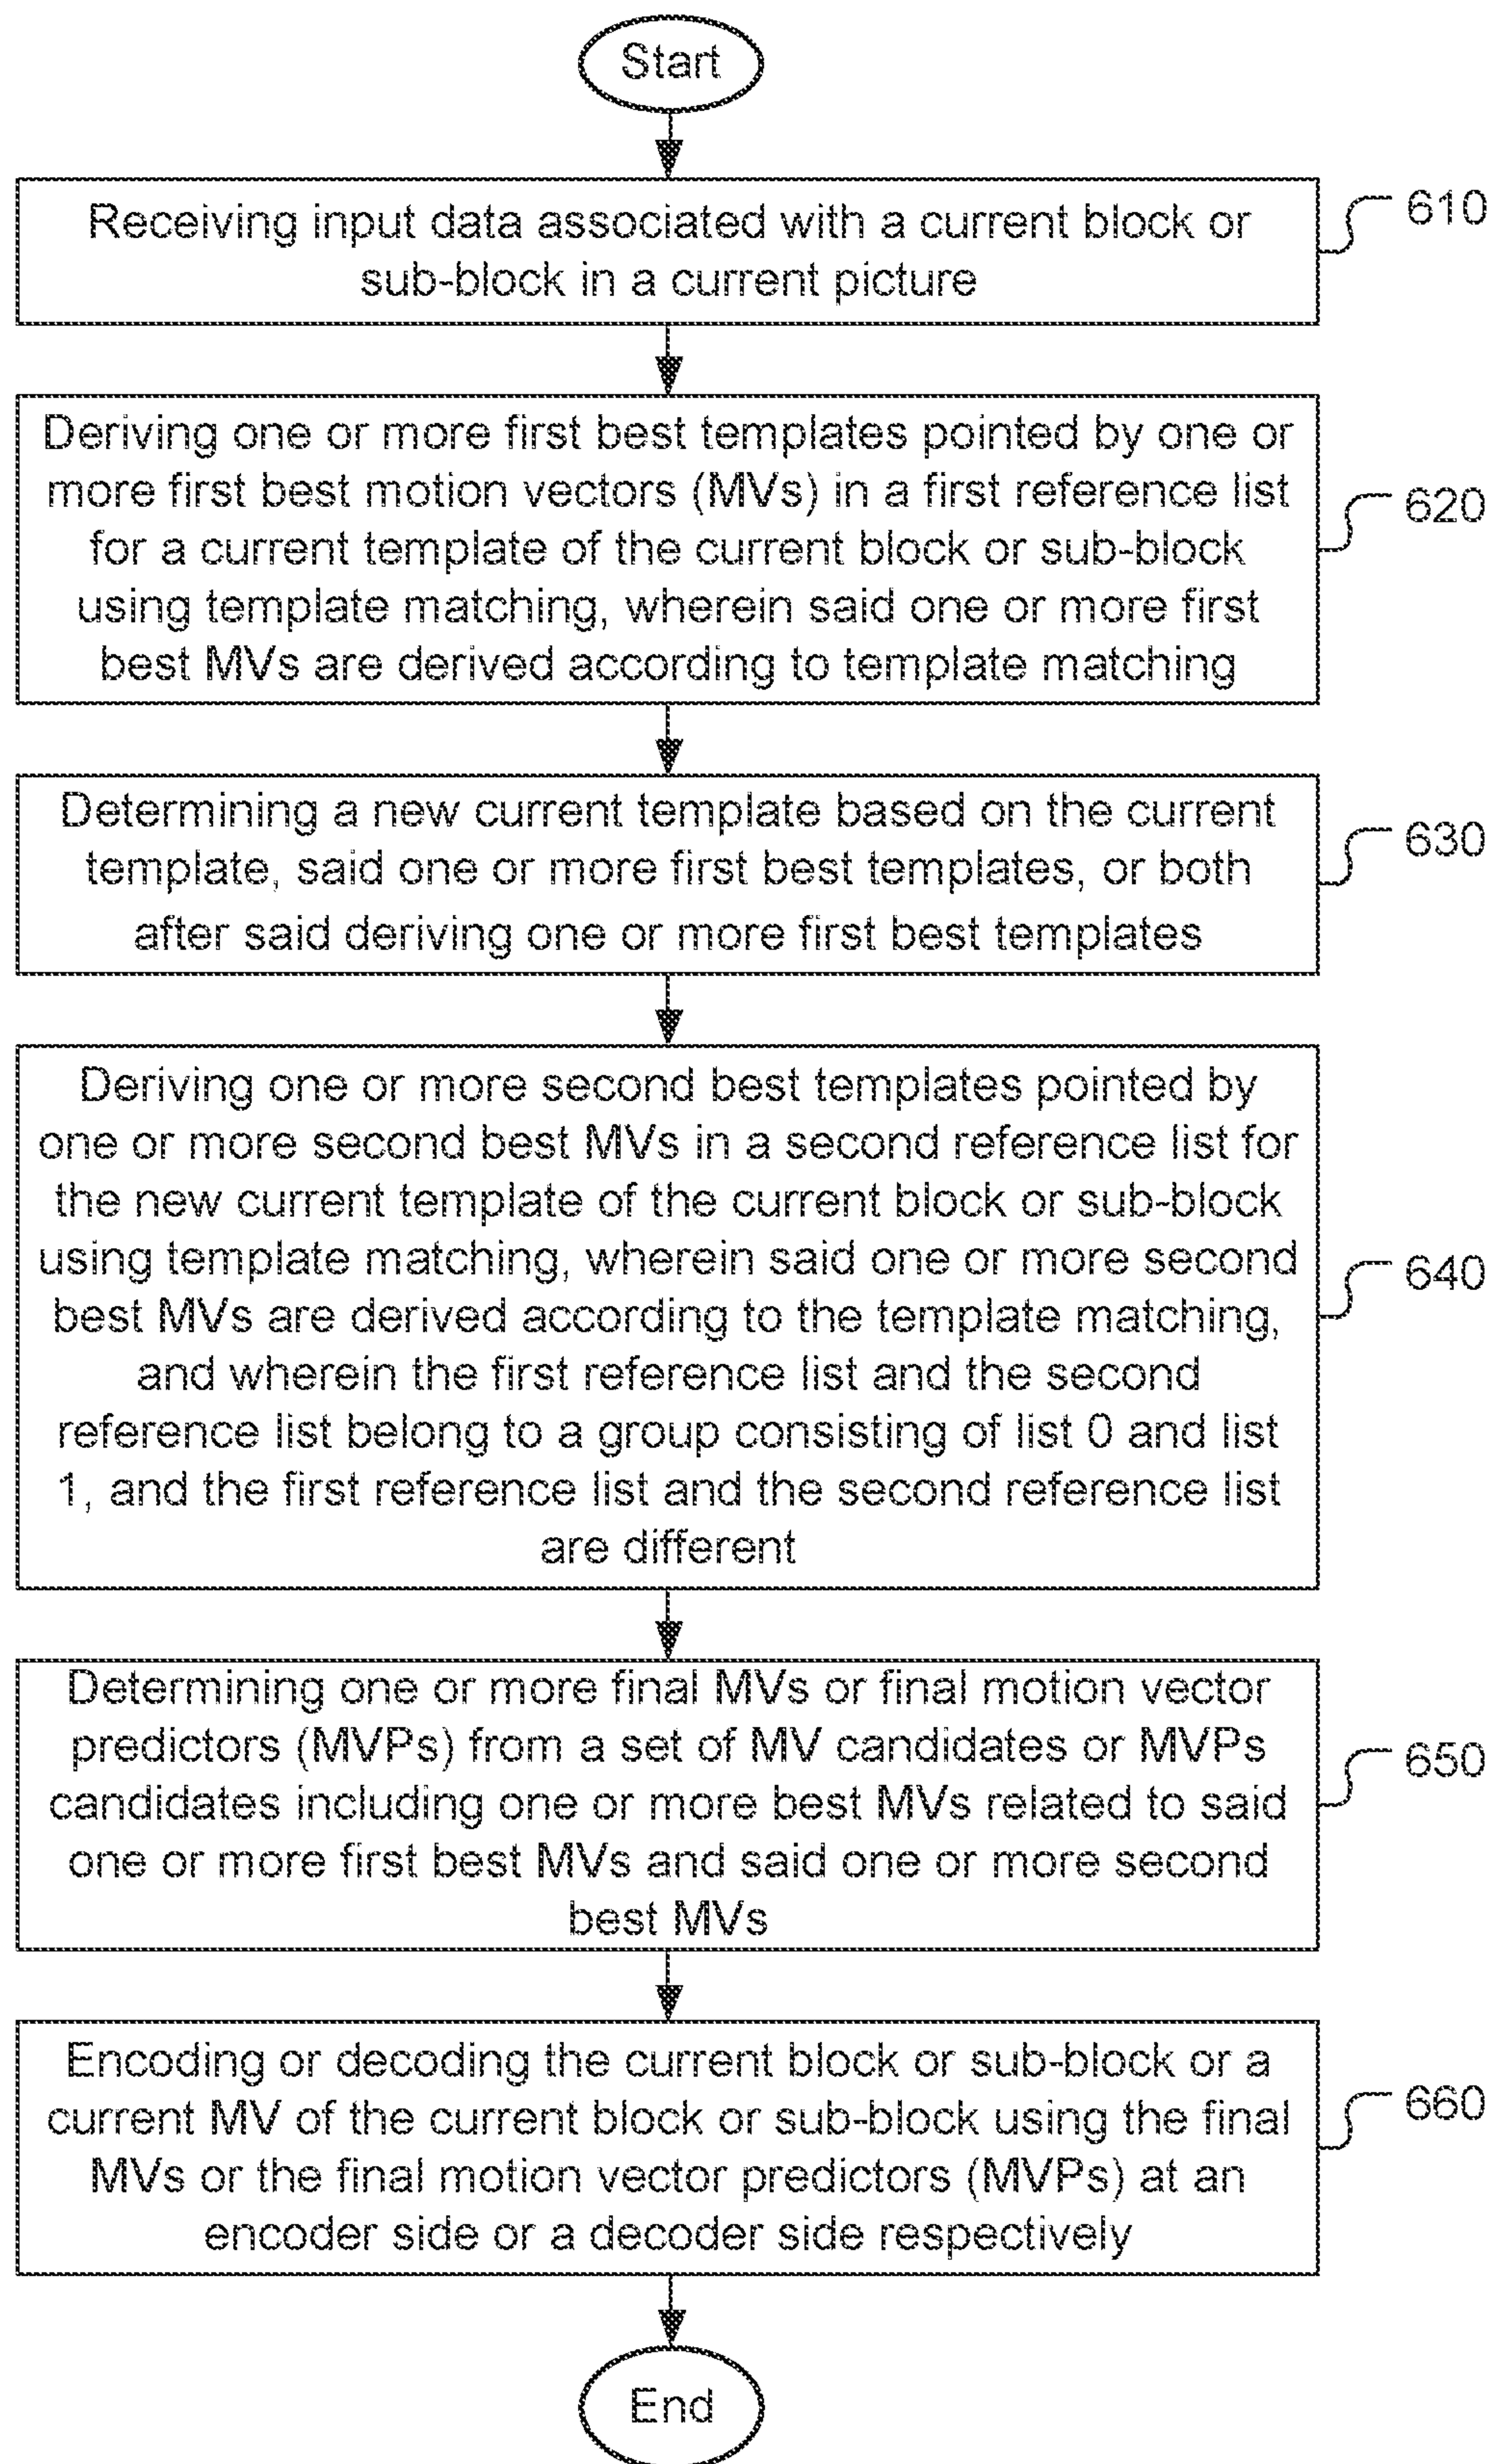 Start
Receiving input data associated with a current block or
sub-block in a current picture
610
Deriving one or more first best templates pointed by one or
more first best motion vectors (MVs) in a first reference list
for a current template of the current block or sub-block
using template matching, wherein said one or more first
best MVs are derived according to template matching
620
Determining a new current template based on the current
template, said one or more first best templates, or both
after said deriving one or more first best templates
630
Deriving one or more second best templates pointed by
one or more second best MVs in a second reference list for
the new current template of the current block or sub-block
using template matching, wherein said one or more second
best MVs are derived according to the template matching,
and wherein the first reference list and the second
reference list belong to a group consisting of list 0 and list
1, and the first reference list and the second reference list
are different
640
Determining one or more final MVs or final motion vector
predictors (MVPs) from a set of MV candidates or MVPs
candidates including one or more best MVs related to said
one or more first best MVs and said one or more second
best MVs
650
Encoding or decoding the current block or sub-block or a
current MV of the current block or sub-block using the final
MVs or the final motion vector predictors (MVPs) at an
encoder side or a decoder side respectively
660
End